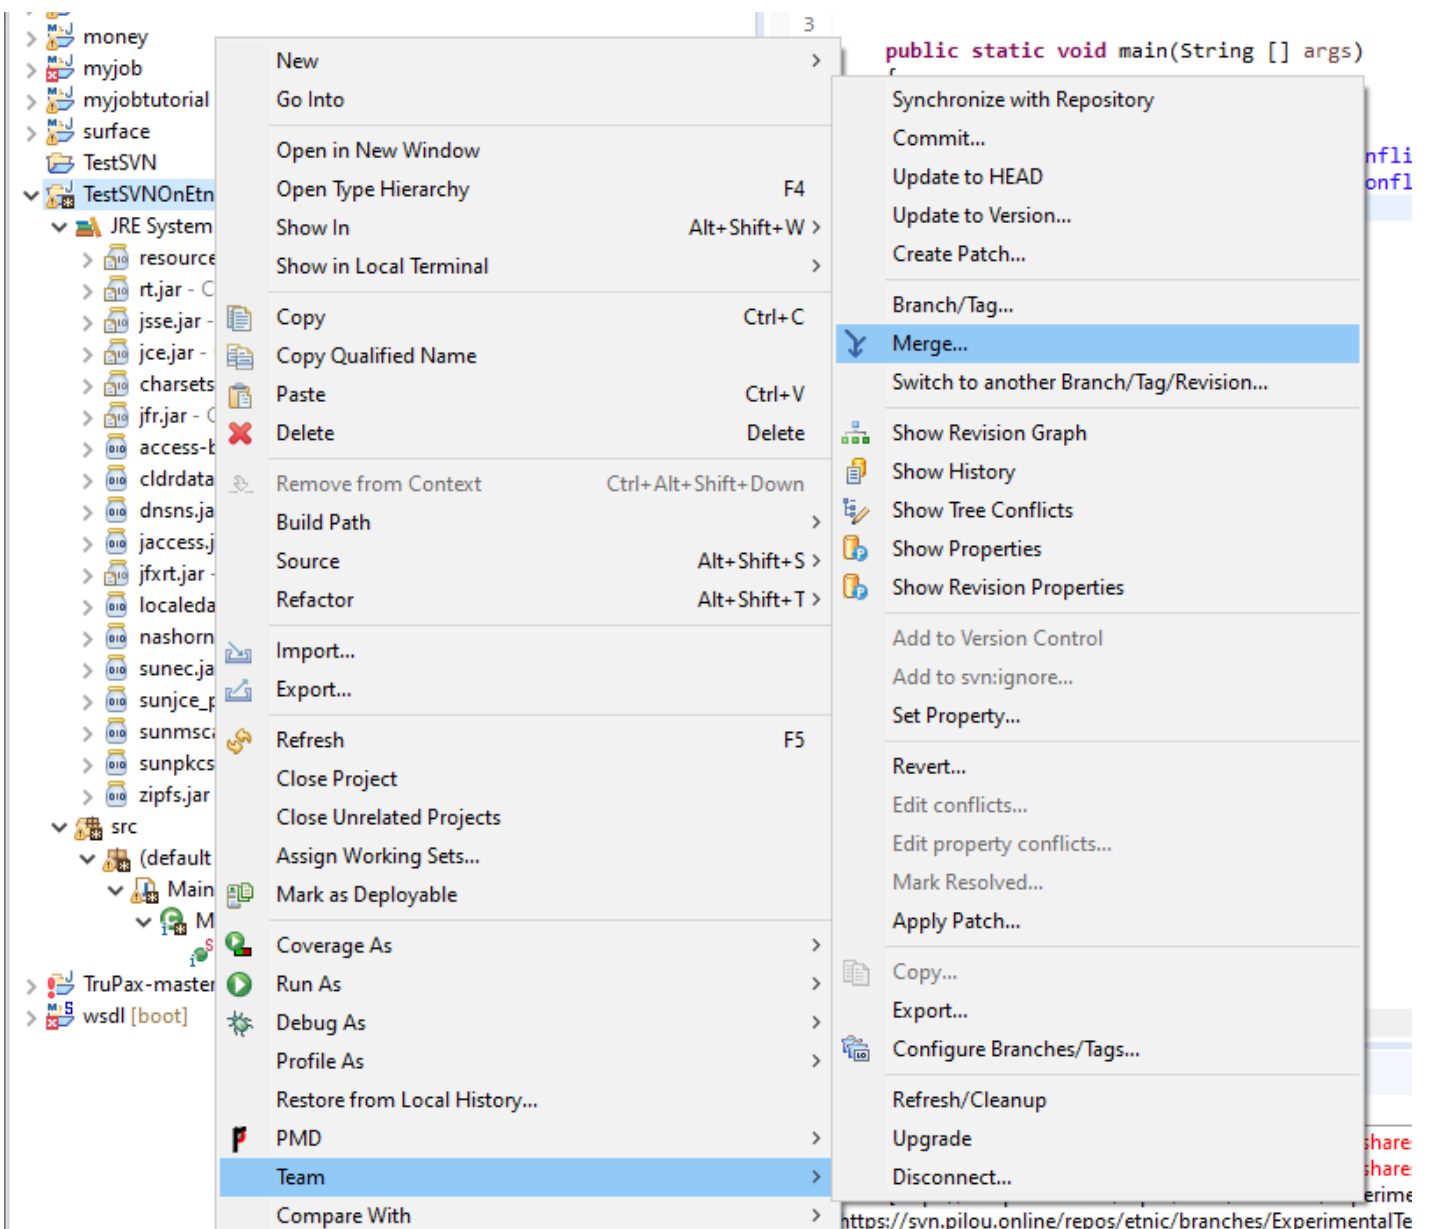 money
myjob
myjobtutorial
surface
TestSVN
TestSVNOnEtn
JRE System
resource
rt.jar - C
jsse.jar -
jce.jar -
charsets
jfr.jar - C
access-b
cldrdata
dnsns.ja
jaccess.j
jfxrt.jar -
localeda
nashorn
sunec.ja
sunjce_p
sunmsca
sunpkcs
zipfs.jar
src
(default
Main
M
TruPax-master
wsdl [boot]
New
Go Into
Open in New Window
Open Type Hierarchy F4
Show In Alt+Shift+W
Show in Local Terminal
Copy Ctrl+C
Copy Qualified Name
Paste Ctrl+V
Delete Delete
Remove from Context Ctrl+Alt+Shift+Down
Build Path
Source Alt+Shift+S
Refactor Alt+Shift+T
Import...
Export...
Refresh F5
Close Project
Close Unrelated Projects
Assign Working Sets...
Mark as Deployable
Coverage As
Run As
Debug As
Profile As
Restore from Local History...
PMD
Team
Compare With
3
public static void main(String [] args)
{
nfli
onfl
Synchronize with Repository
Commit...
Update to HEAD
Update to Version...
Create Patch...
Branch/Tag...
Merge...
Switch to another Branch/Tag/Revision...
Show Revision Graph
Show History
Show Tree Conflicts
Show Properties
Show Revision Properties
Add to Version Control
Add to svn:ignore...
Set Property...
Revert...
Edit conflicts...
Edit property conflicts...
Mark Resolved...
Apply Patch...
Copy...
Export...
Configure Branches/Tags...
Refresh/Cleanup
Upgrade
Disconnect...
share
share
erime
https://svn.pilou.online/repos/etnic/branches/ExperimentalTe